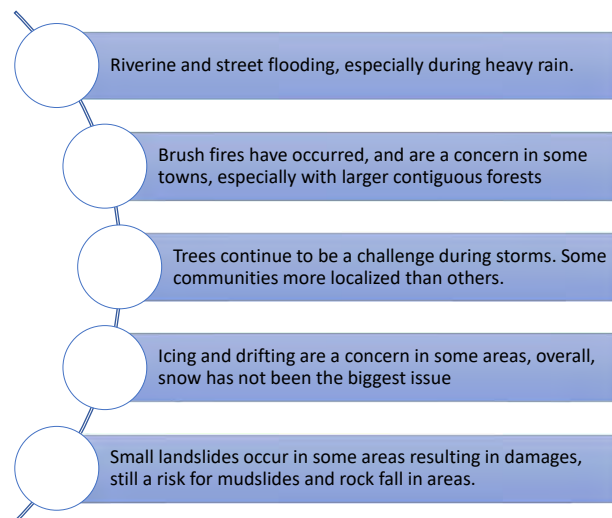 Riverine and street flooding, especially during heavy rain.
Brush fires have occurred, and are a concern in some
towns, especially with larger contiguous forests
Trees continue to be a challenge during storms. Some
communities more localized than others.
Icing and drifting are a concern in some areas, overall,
snow has not been the biggest issue
Small landslides occur in some areas resulting in damages,
still a risk for mudslides and rock fall in areas.